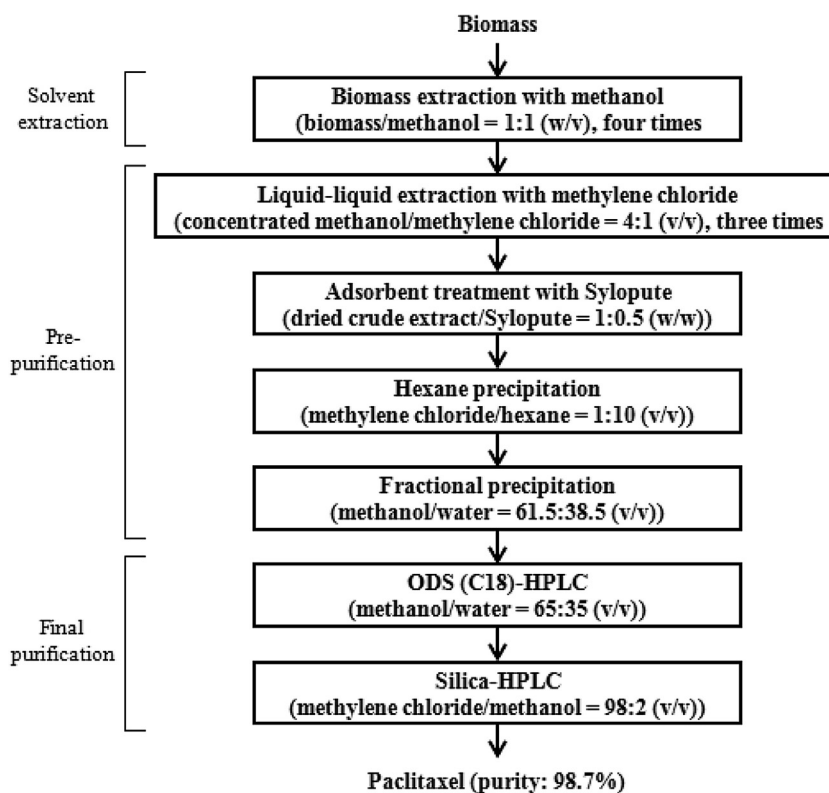 Biomass
Solvent
extraction
Biomass extraction with methanol
(biomass/methanol = 1:1 (w/v), four times
Pre-
purification
Liquid-liquid extraction with methylene chloride
(concentrated methanol/methylene chloride = 4:1 (v/v), three times
Adsorbent treatment with Sylopute
(dried crude extract/Sylopute = 1:0.5 (w/w))
Hexane precipitation
(methylene chloride/hexane = 1:10 (v/v))
Fractional precipitation
(methanol/water = 61.5:38.5 (v/v))
Final
purification
ODS (C18)-HPLC
(methanol/water = 65:35 (v/v))
Silica-HPLC
(methylene chloride/methanol = 98:2 (v/v))
Paclitaxel (purity: 98.7%)